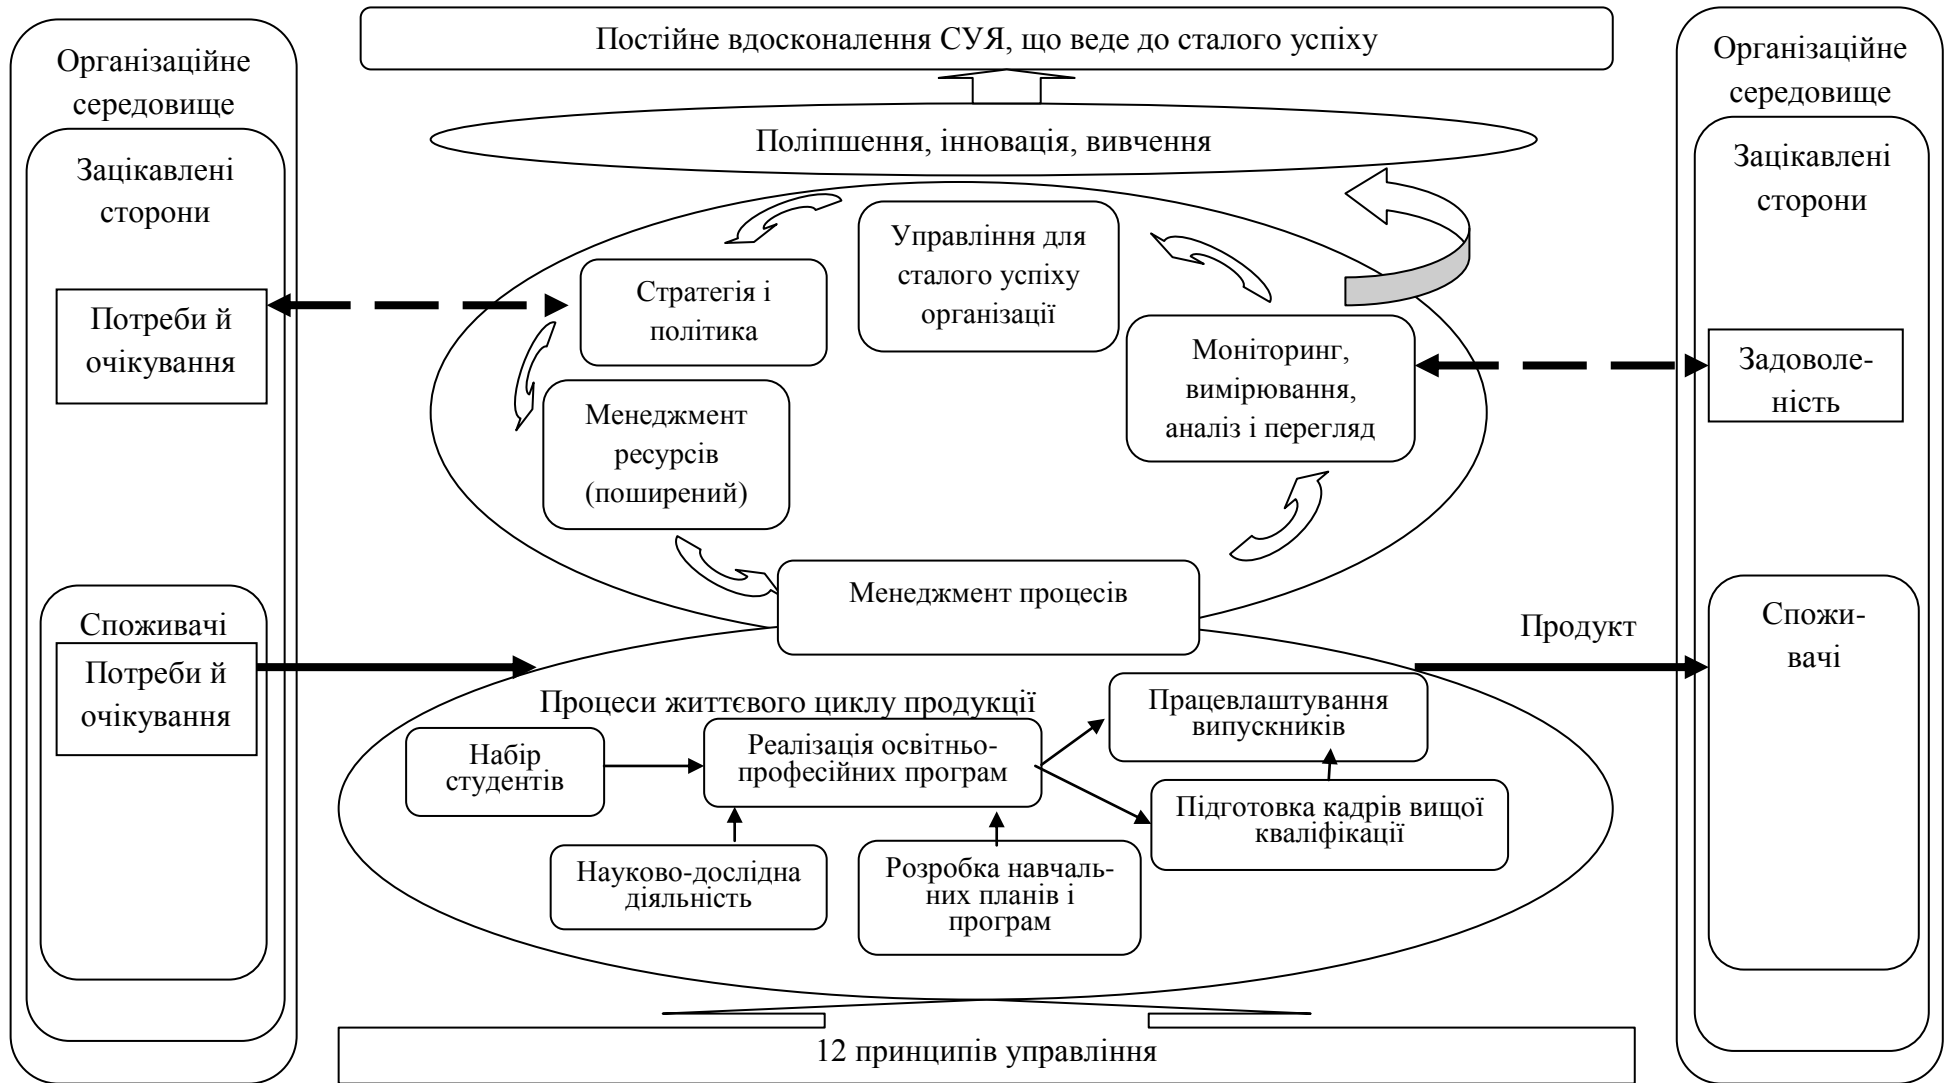 Постійне вдосконалення СУЯ, що веде до сталого успіху
Організаційне
середовище
Зацікавлені
сторони
Потреби й
очікування
Споживачі
Потреби й
очікування
Поліпшення, інновація, вивчення
Управління для
сталого успіху
організації
Стратегія і
політика
Менеджмент
ресурсів
(поширений)
Моніторинг,
вимірювання,
аналіз і перегляд
Менеджмент процесів
Процеси життєвого циклу продукції
Набір
студентів
Реалізація освітньо-
професійних програм
Працевлаштування
випускників
Підготовка кадрів вищої
кваліфікації
Науково-дослідна
діяльність
Розробка навчаль-
них планів і
програм
12 принципів управління
Продукт
Організаційне
середовище
Зацікавлені
сторони
Задоволе-
ність
Спожи-
вачі